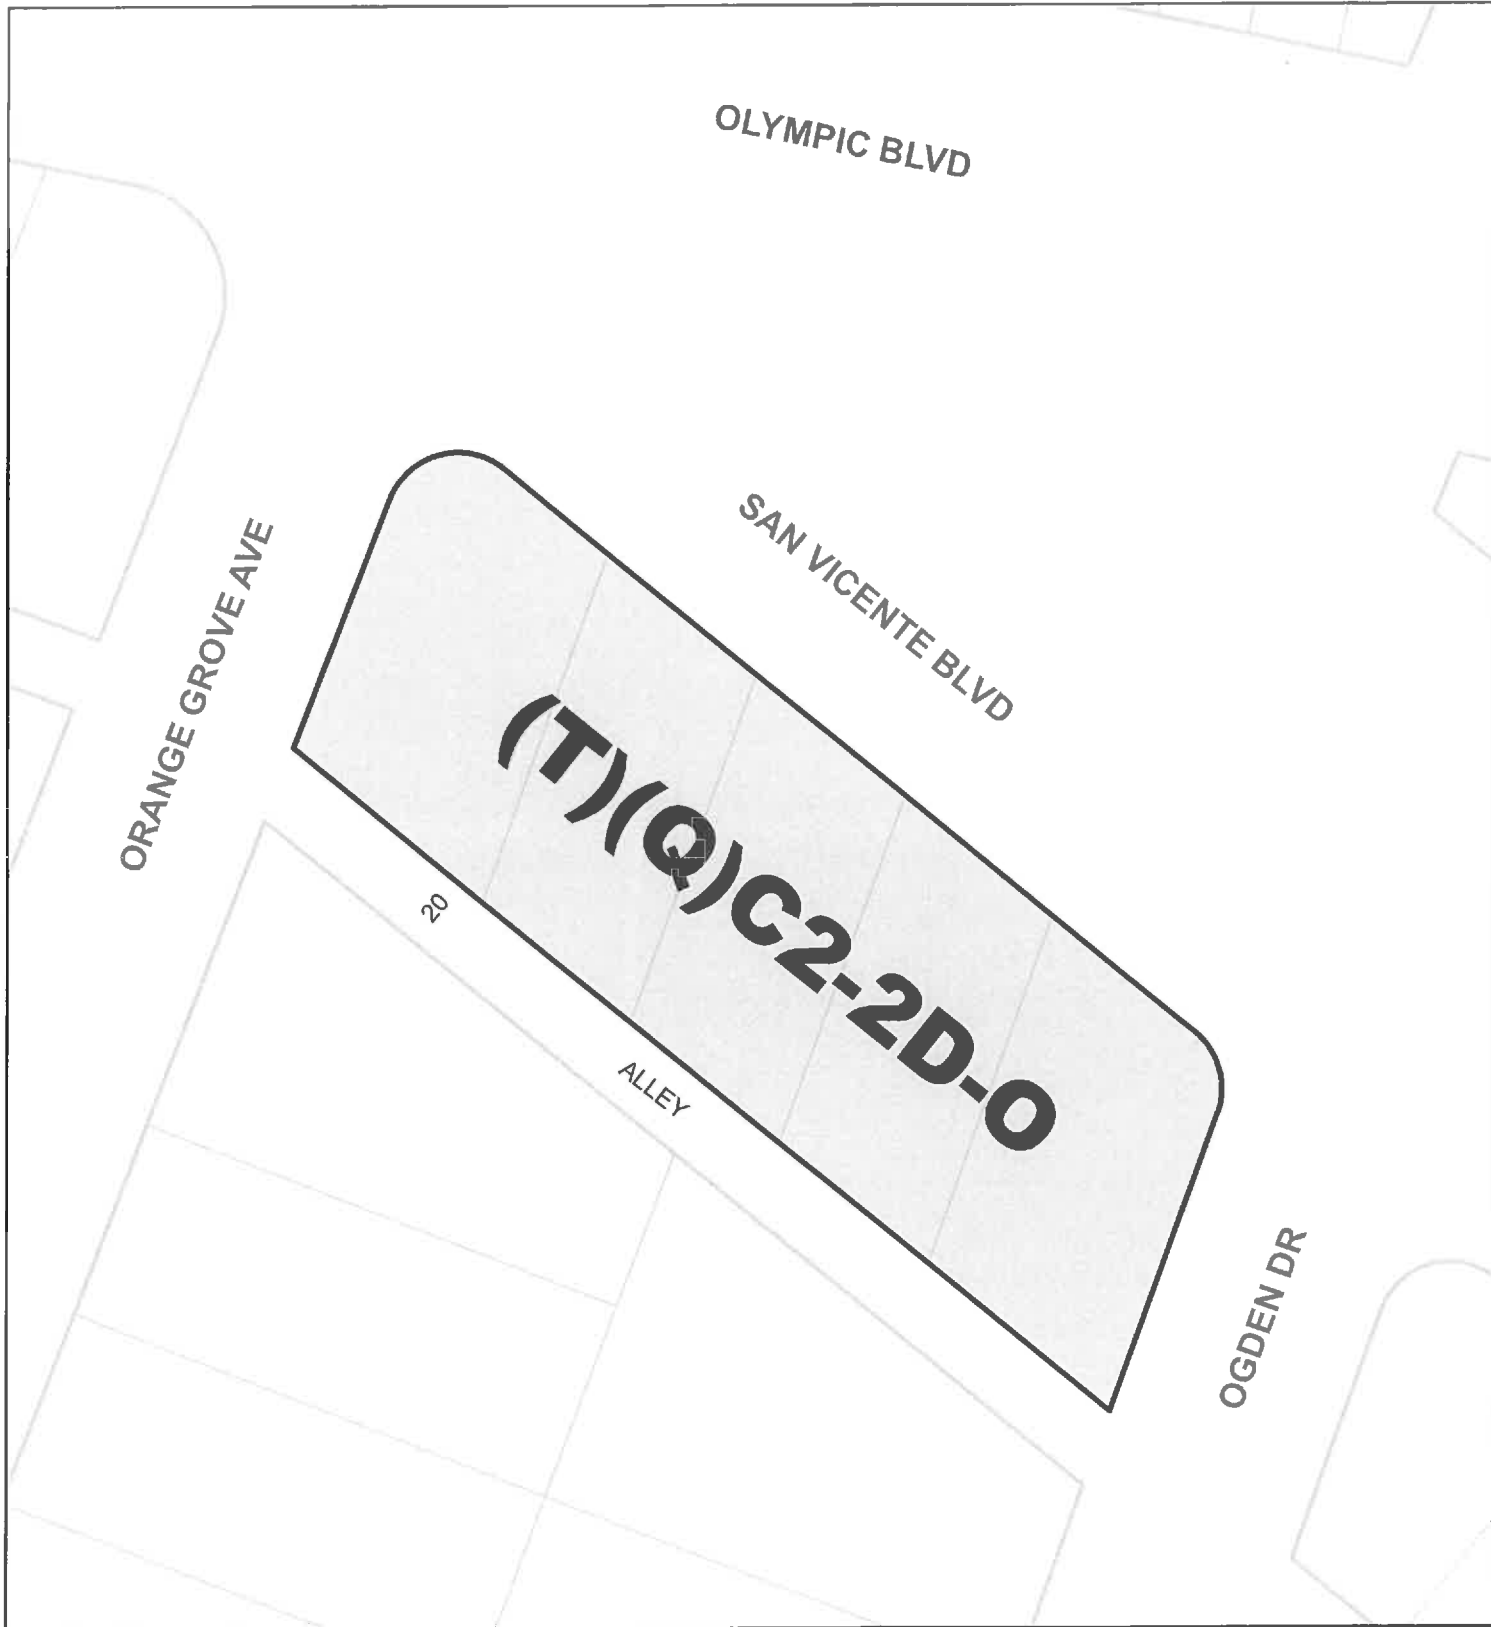 OLYMPIC BLVD
SAN VICENTE BLVD
ORANGE GROVE AVE
(T)(Q)C2-2D-O
20
ALLEY
OGDEN DR